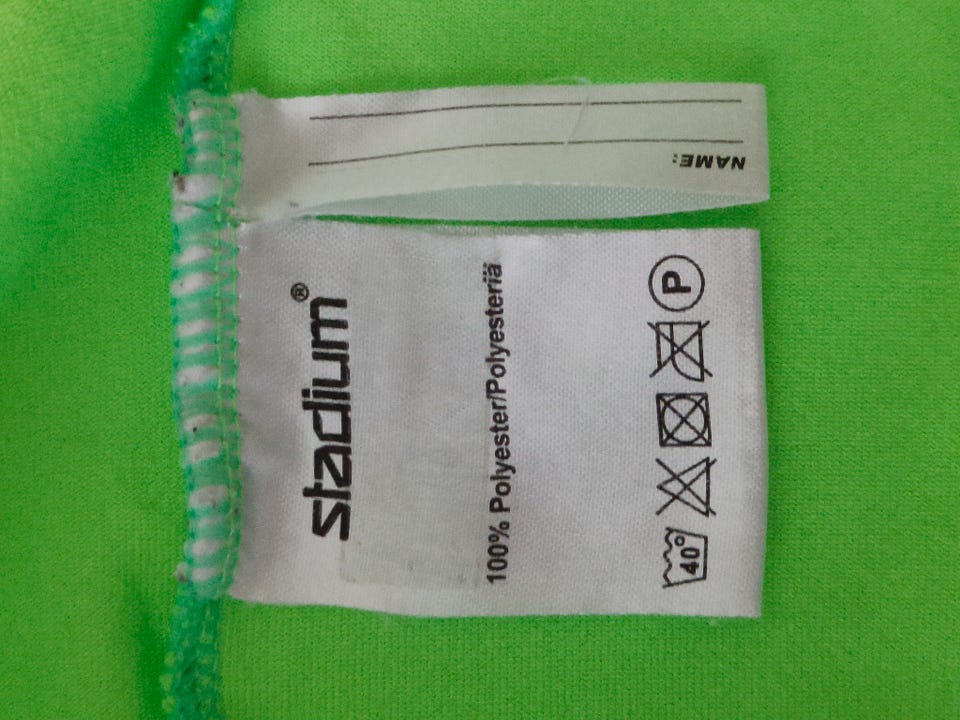 NAME:
stadium®
100% Polyester/Polyesteriä
40°
P